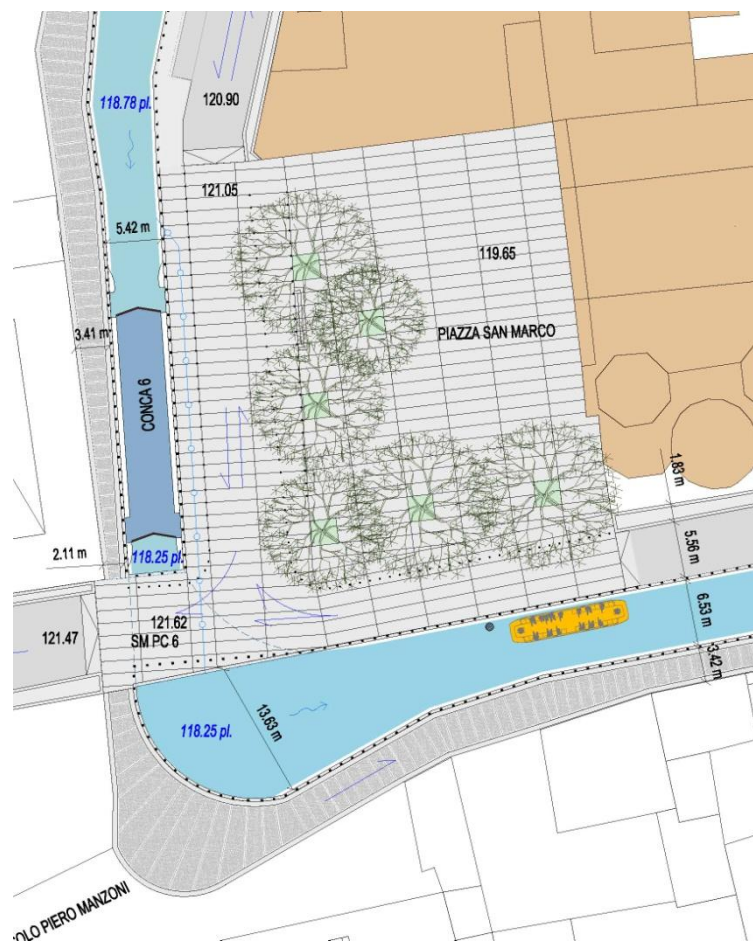 118.78 pl.
120.90
121.05
5.42 m
119.65
3.41 m
PIAZZA SAN MARCO
CONCA 6
1.83 m
5.56 m
2.11 m
118.25 pl.
6.53 m
121.62
121.47
SM PC 6
3.42 m
13.63 m
118.25 pl.
OLO PIERO MANZONI